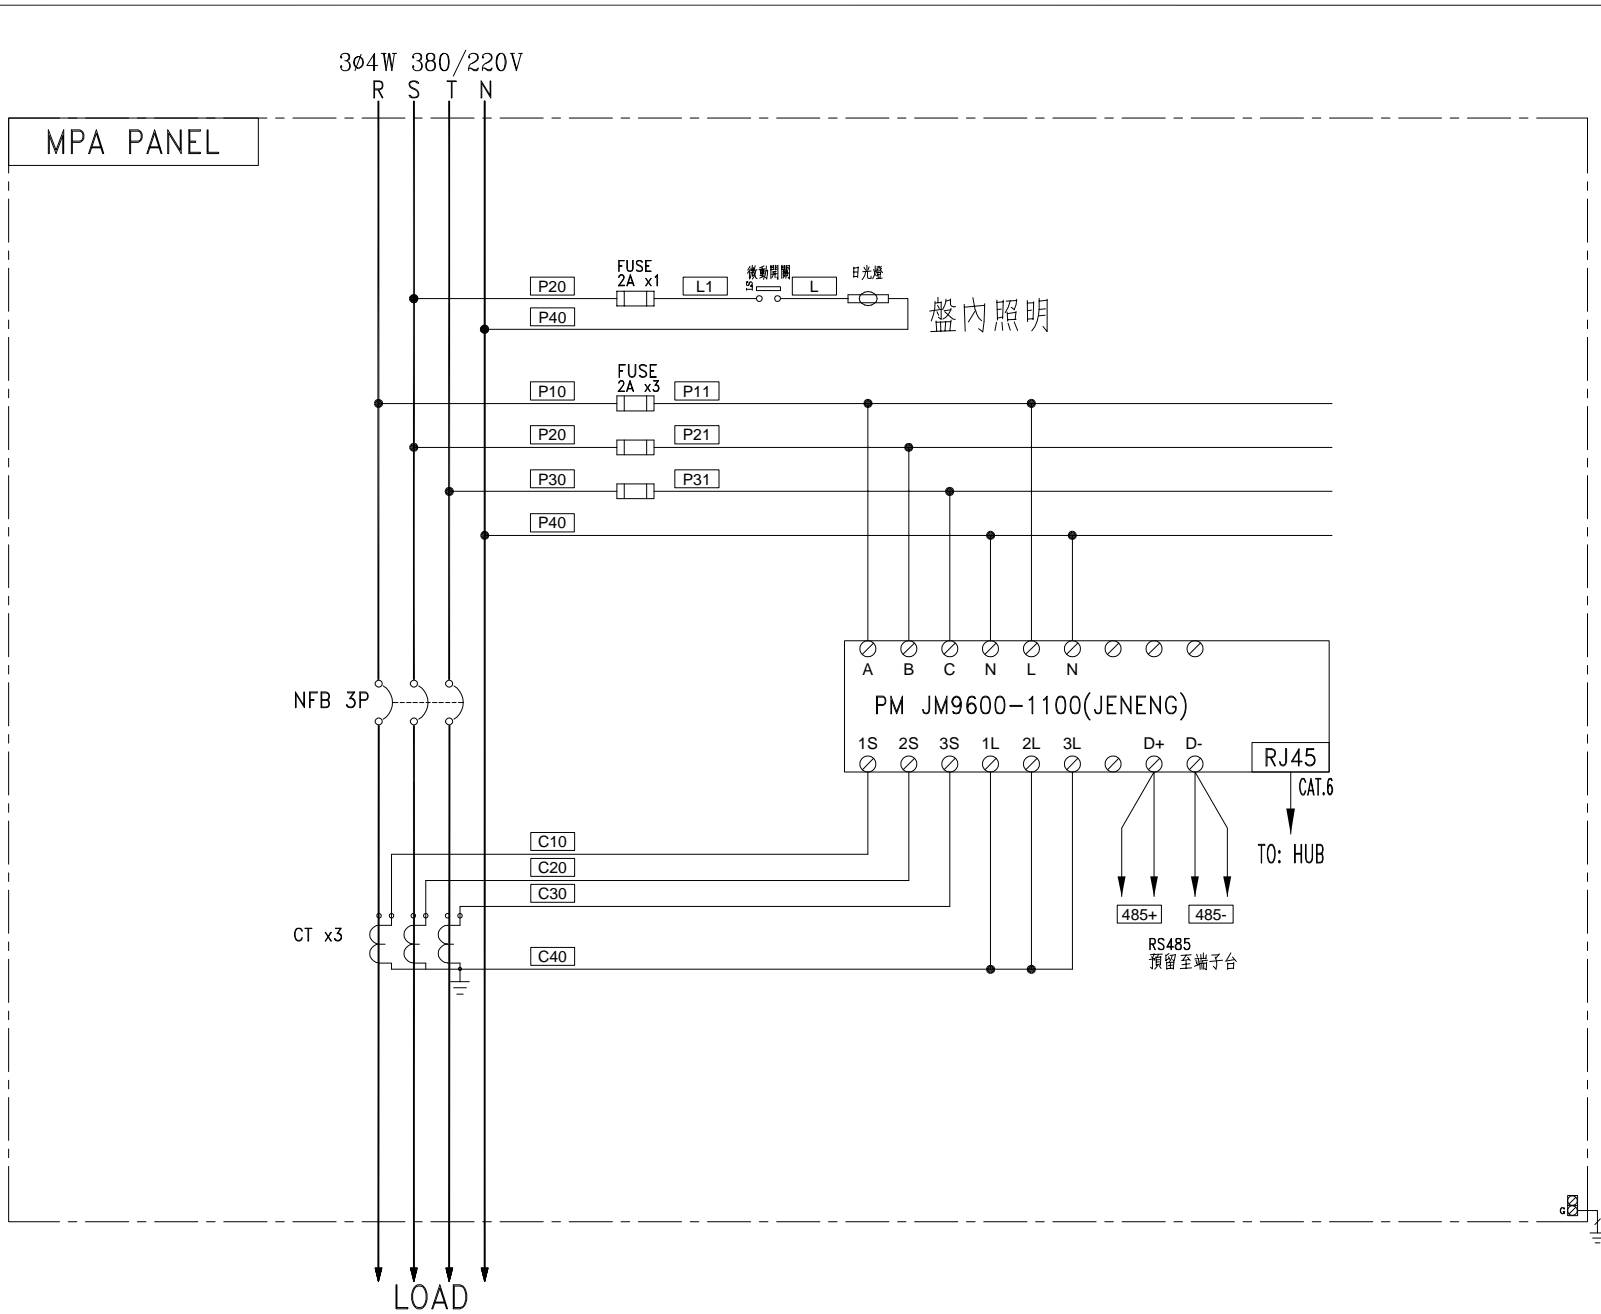 3ø4W 380/220V
R S T N
MPA PANEL
FUSE
2A x1
P20
L1
微動開關
LS
L
日光燈
P40
盤內照明
FUSE
2A x3
P10
P11
P20
P21
P30
P31
P40
NFB 3P
A B C N L N
PM JM9600-1100(JENENG)
1S 2S 3S 1L 2L 3L D+ D-
RJ45
CAT.6
TO: HUB
C10
C20
C30
485+
485-
CT x3
C40
RS485
預留至端子台
G
LOAD